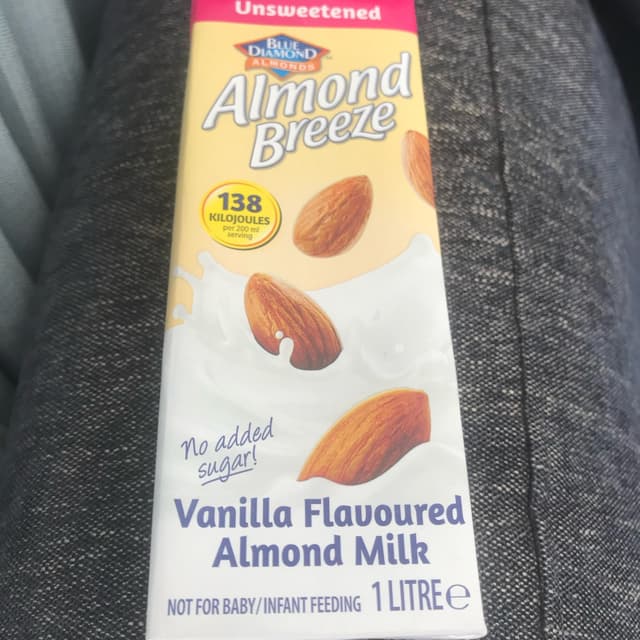 Unsweetened
BLUE
DIAMOND
ALMONDS
Almond
Breeze
138
KILOJOULES
per 200 ml
serving
No added
sugar!
Vanilla Flavoured
Almond Milk
NOT FOR BABY/INFANT FEEDING 1 LITRE ℮